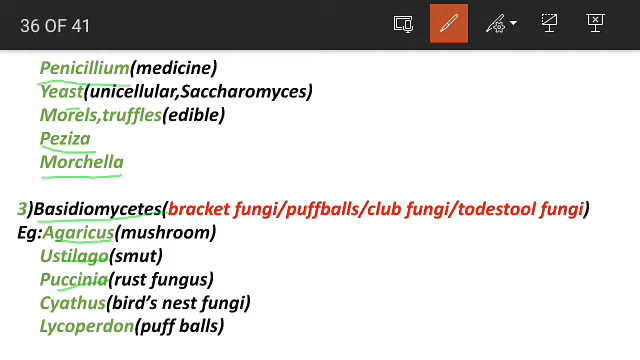 36 OF 41
Penicillium(medicine)
Yeast(unicellular,Saccharomyces)
Morels,truffles(edible)
Peziza
Morchella
3)Basidiomycetes(bracket fungi/puffballs/club fungi/todestool fungi)
Eg:Agaricus(mushroom)
Ustilago(smut)
Puccinia(rust fungus)
Cyathus(bird's nest fungi)
Lycoperdon(puff balls)